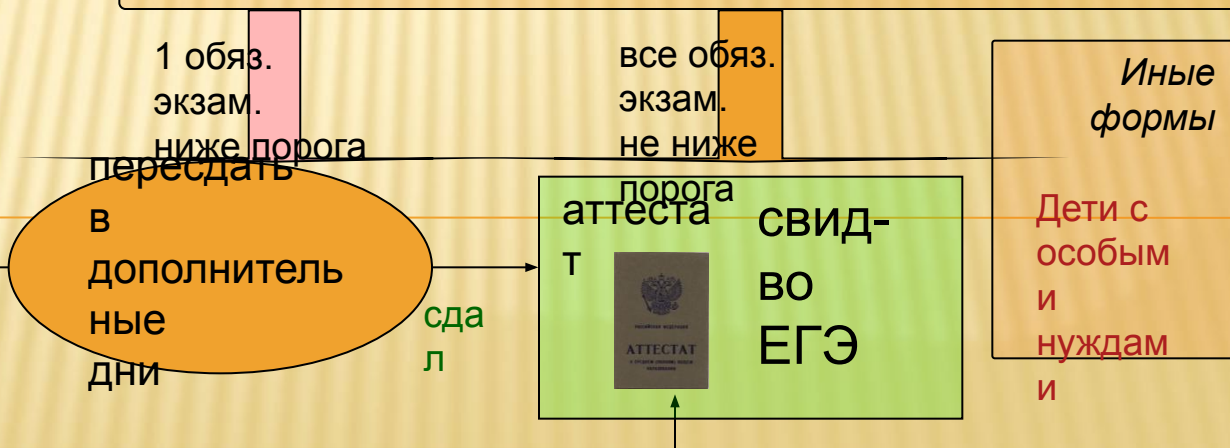 1 обяз.
экзам.
ниже порога
все обяз.
экзам.
не ниже
порога
Иные
формы
пересдать
в
дополнитель
ные
дни
сда
л
аттеста
т
свид-
во
ЕГЭ
АТТЕСТАТ
Дети с
особым
и
нуждам
и